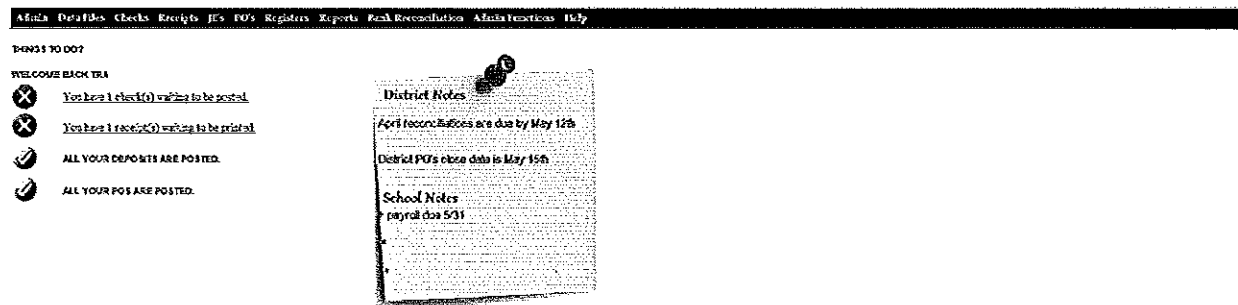 Admin Datafiles Checks Receipts JE's PO's Registers Reports Bank Reconciliation Admin Functions Help
THINGS TO DO?
WELCOME BACK TRA
You have 1 check(s) waiting to be posted.
You have 1 receipt(s) waiting to be printed.
ALL YOUR DEPOSITS ARE POSTED.
ALL YOUR POS ARE POSTED.
District Notes
April reconciliations are due by May 12th
District PO's close date is May 15th
School Notes
payroll due 5/31